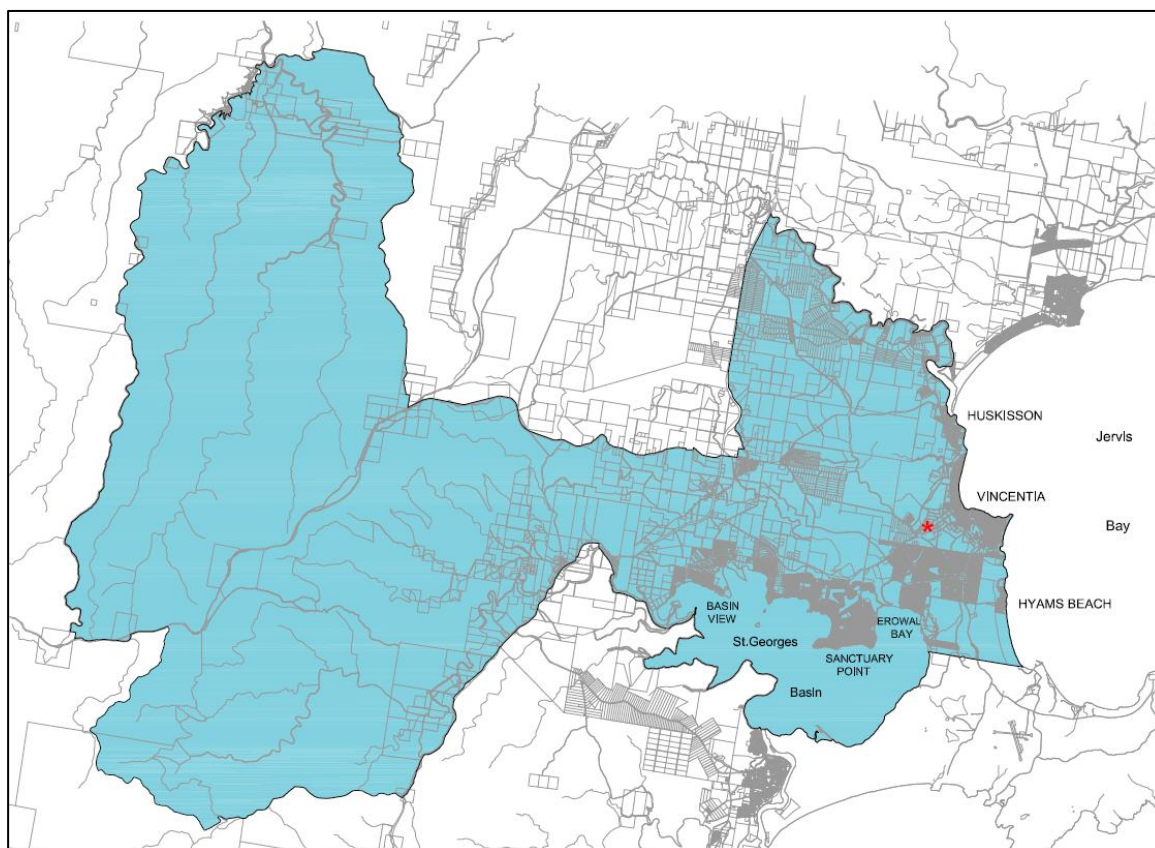 HUSKISSON
Jervis
VINCENTIA
Bay
*
HYAMS BEACH
BASIN
VIEW
St.Georges
EROWAL
BAY
SANCTUARY
POINT
Basin